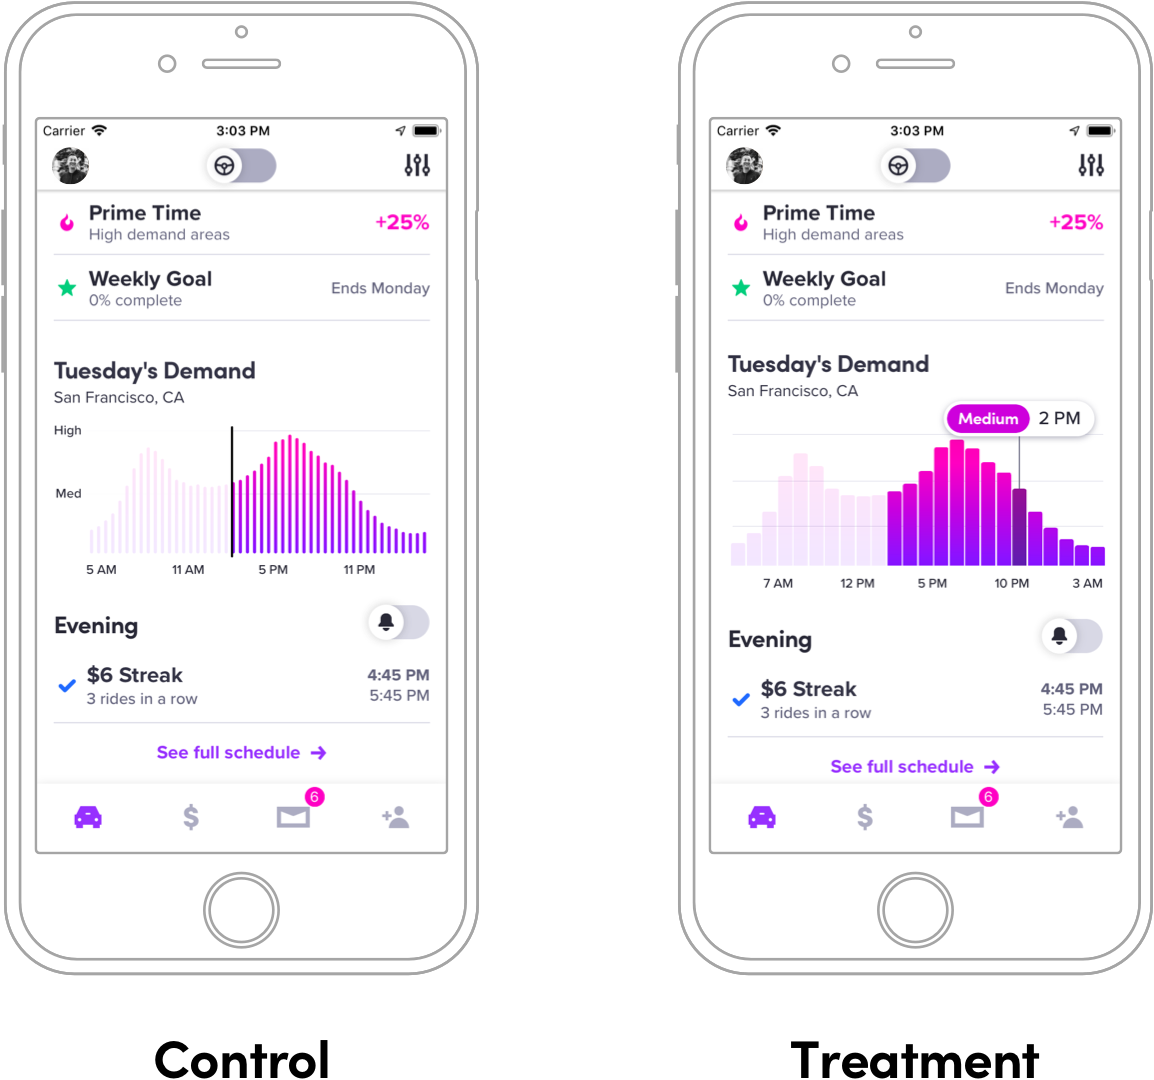 Carrier 3:03 PM
Prime Time
High demand areas
+25%
Weekly Goal
0% complete
Ends Monday
Tuesday's Demand
San Francisco, CA
High
Med
5 AM 11 AM 5 PM 11 PM
Evening
$6 Streak
3 rides in a row
4:45 PM
5:45 PM
See full schedule →
$
6
Control
Carrier 3:03 PM
Prime Time
High demand areas
+25%
Weekly Goal
0% complete
Ends Monday
Tuesday's Demand
San Francisco, CA
Medium 2 PM
7 AM 12 PM 5 PM 10 PM 3 AM
Evening
$6 Streak
3 rides in a row
4:45 PM
5:45 PM
See full schedule →
$
6
Treatment